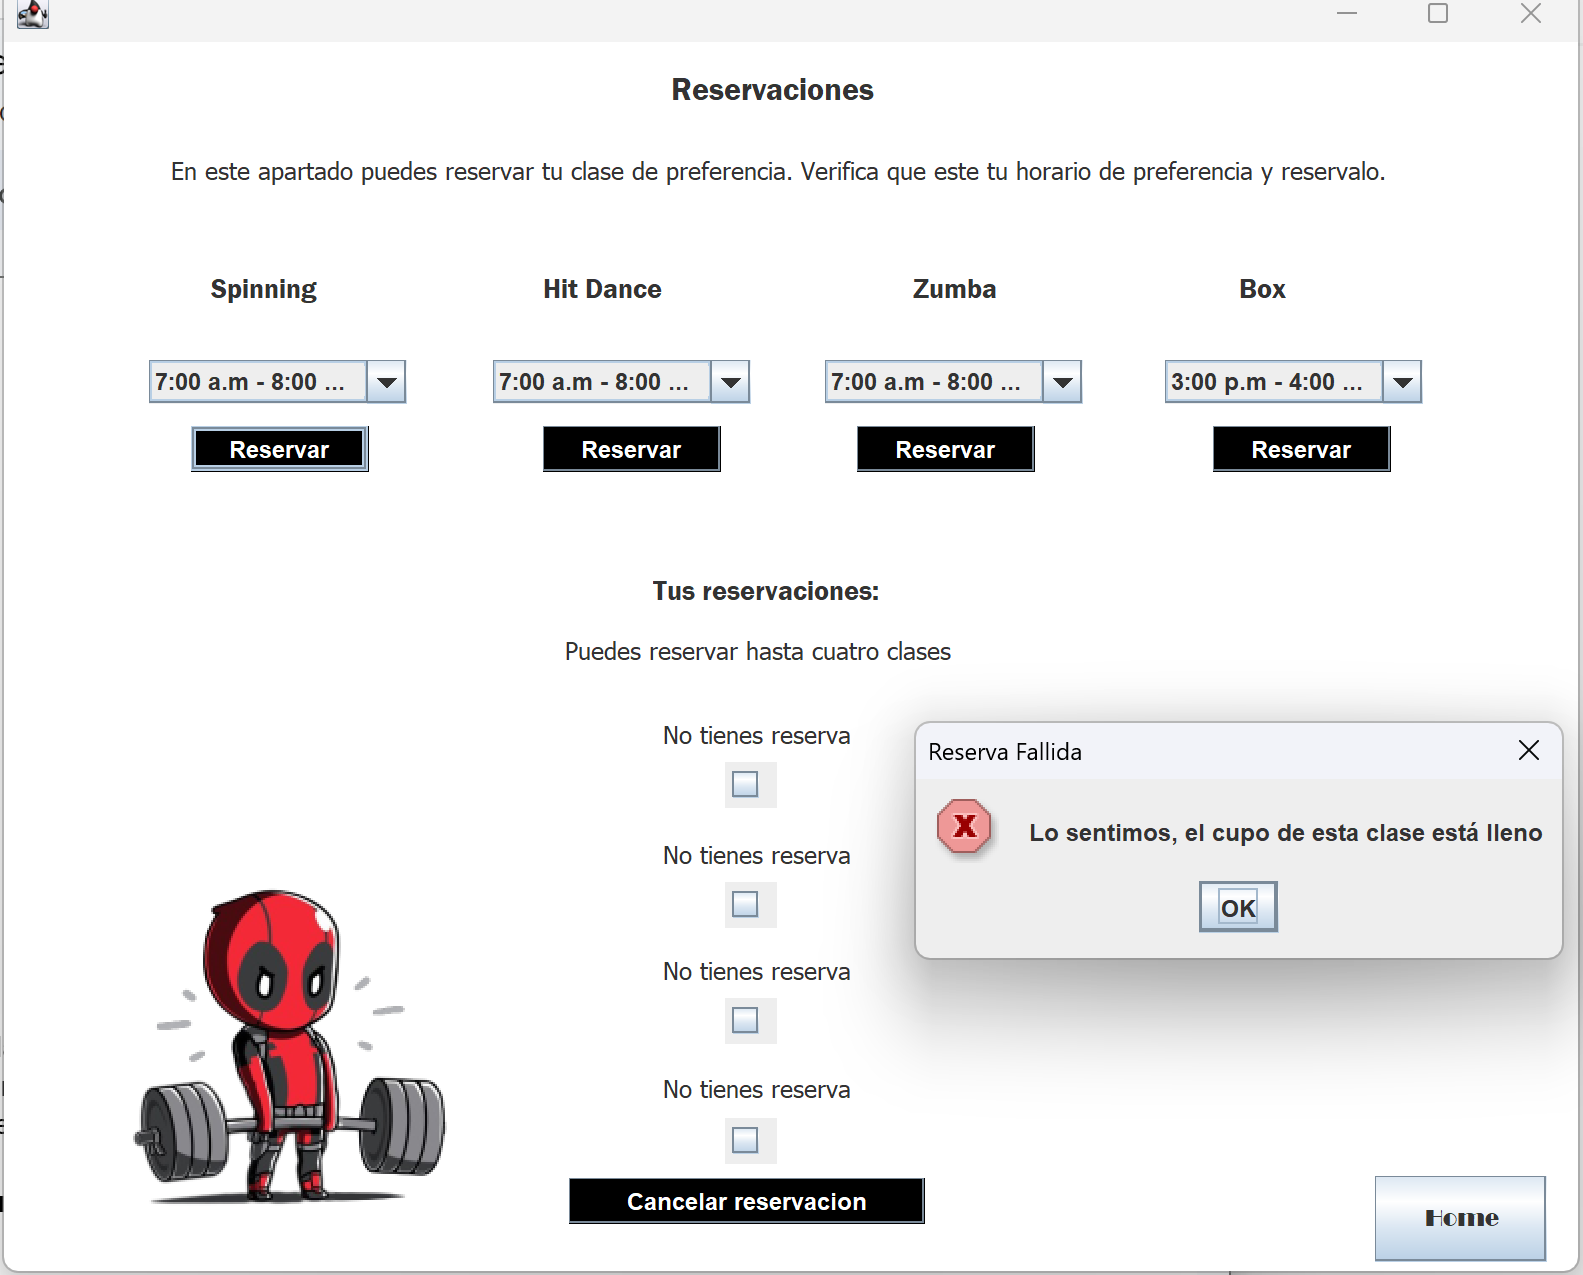 Reservaciones
En este apartado puedes reservar tu clase de preferencia. Verifica que este tu horario de preferencia y reservalo.
Spinning
Hit Dance
Zumba
Box
7:00 a.m - 8:00 ...
7:00 a.m - 8:00 ...
7:00 a.m - 8:00 ...
3:00 p.m - 4:00 ...
Reservar
Reservar
Reservar
Reservar
Tus reservaciones:
Puedes reservar hasta cuatro clases
No tienes reserva
No tienes reserva
No tienes reserva
No tienes reserva
Cancelar reservacion
Reserva Fallida
Lo sentimos, el cupo de esta clase está lleno
OK
Home